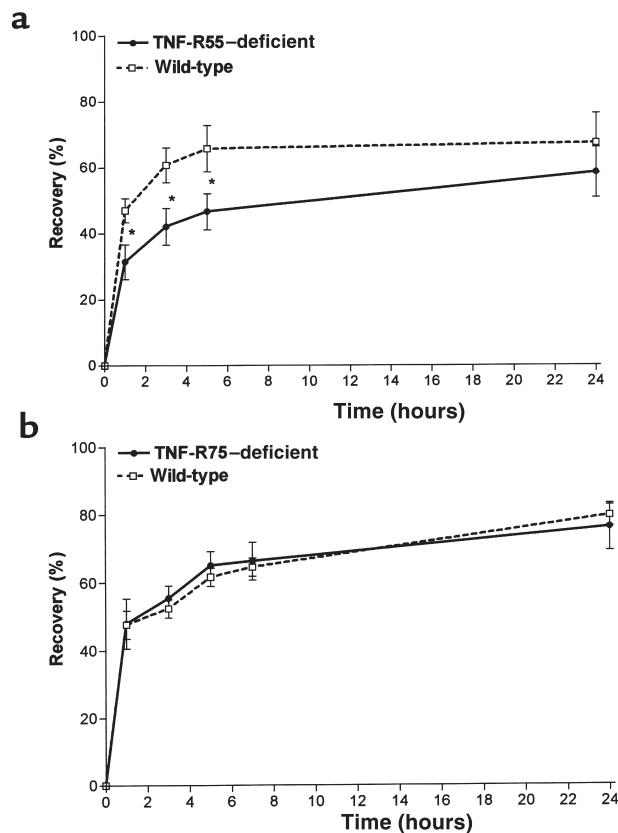 a
100
TNF-R55–deficient
Wild-type
80
60
40
20
0
Recovery (%)
*
*
*
0 2 4 6 8 10 12 14 16 18 20 22 24
Time (hours)
b
100
TNF-R75–deficient
Wild-type
80
60
40
20
0
Recovery (%)
0 2 4 6 8 10 12 14 16 18 20 22 24
Time (hours)